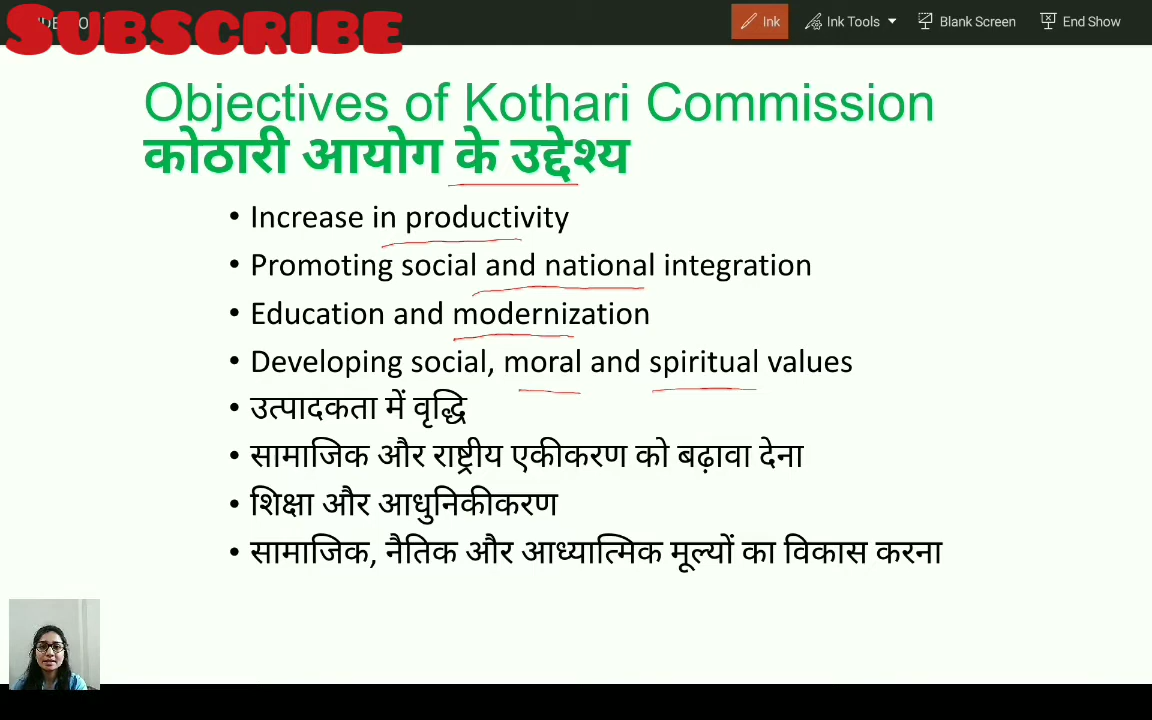 SUBSCRIBE
Ink
Ink Tools
Blank Screen
End Show
Objectives of Kothari Commission
कोठारी आयोग के उद्देश्य
• Increase in productivity
• Promoting social and national integration
• Education and modernization
• Developing social, moral and spiritual values
• उत्पादकता में वृद्धि
• सामाजिक और राष्ट्रीय एकीकरण को बढ़ावा देना
• शिक्षा और आधुनिकीकरण
• सामाजिक, नैतिक और आध्यात्मिक मूल्यों का विकास करना